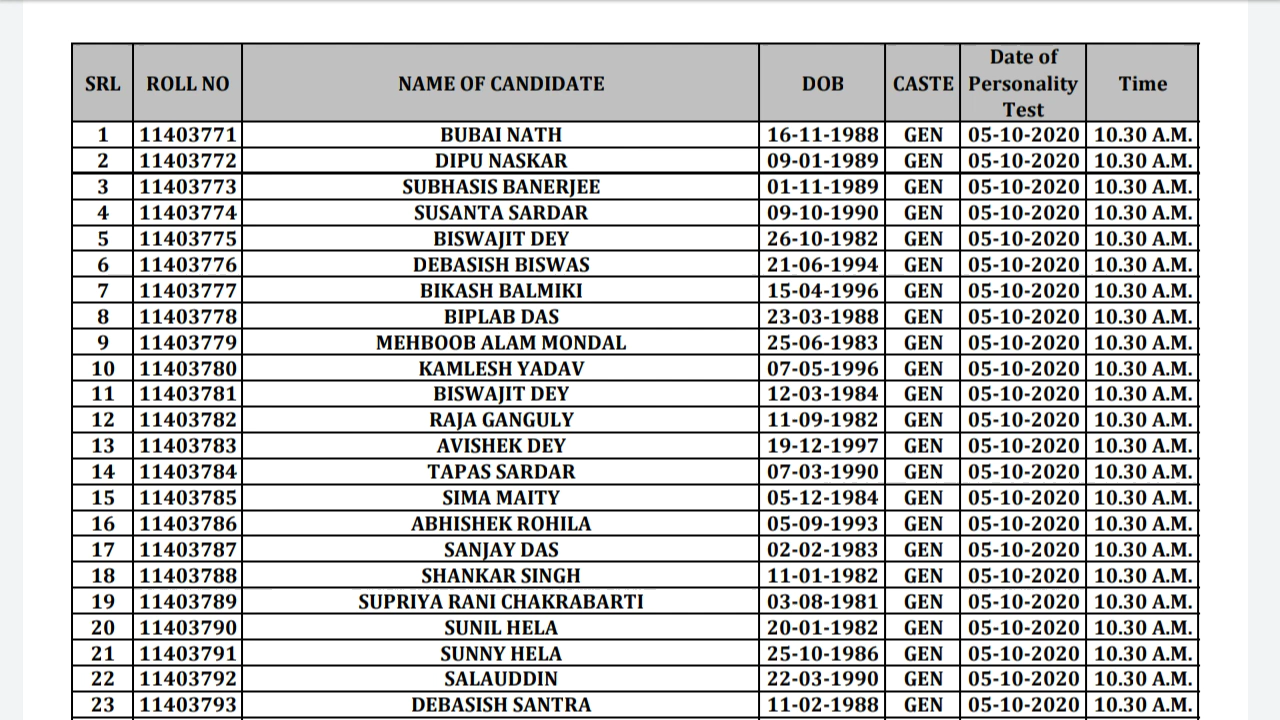 SRL ROLL NO NAME OF CANDIDATE DOB CASTE Date of Personality Test Time
1 11403771 BUBAI NATH 16-11-1988 GEN 05-10-2020 10.30 A.M.
2 11403772 DIPU NASKAR 09-01-1989 GEN 05-10-2020 10.30 A.M.
3 11403773 SUBHASIS BANERJEE 01-11-1989 GEN 05-10-2020 10.30 A.M.
4 11403774 SUSANTA SARDAR 09-10-1990 GEN 05-10-2020 10.30 A.M.
5 11403775 BISWAJIT DEY 26-10-1982 GEN 05-10-2020 10.30 A.M.
6 11403776 DEBASISH BISWAS 21-06-1994 GEN 05-10-2020 10.30 A.M.
7 11403777 BIKASH BALMIKI 15-04-1996 GEN 05-10-2020 10.30 A.M.
8 11403778 BIPLAB DAS 23-03-1988 GEN 05-10-2020 10.30 A.M.
9 11403779 MEHBOOB ALAM MONDAL 25-06-1983 GEN 05-10-2020 10.30 A.M.
10 11403780 KAMLESH YADAV 07-05-1996 GEN 05-10-2020 10.30 A.M.
11 11403781 BISWAJIT DEY 12-03-1984 GEN 05-10-2020 10.30 A.M.
12 11403782 RAJA GANGULY 11-09-1982 GEN 05-10-2020 10.30 A.M.
13 11403783 AVISHEK DEY 19-12-1997 GEN 05-10-2020 10.30 A.M.
14 11403784 TAPAS SARDAR 07-03-1990 GEN 05-10-2020 10.30 A.M.
15 11403785 SIMA MAITY 05-12-1984 GEN 05-10-2020 10.30 A.M.
16 11403786 ABHISHEK ROHILA 05-09-1993 GEN 05-10-2020 10.30 A.M.
17 11403787 SANJAY DAS 02-02-1983 GEN 05-10-2020 10.30 A.M.
18 11403788 SHANKAR SINGH 11-01-1982 GEN 05-10-2020 10.30 A.M.
19 11403789 SUPRIYA RANI CHAKRABARTI 03-08-1981 GEN 05-10-2020 10.30 A.M.
20 11403790 SUNIL HELA 20-01-1982 GEN 05-10-2020 10.30 A.M.
21 11403791 SUNNY HELA 25-10-1986 GEN 05-10-2020 10.30 A.M.
22 11403792 SALAUDDIN 22-03-1990 GEN 05-10-2020 10.30 A.M.
23 11403793 DEBASISH SANTRA 11-02-1988 GEN 05-10-2020 10.30 A.M.